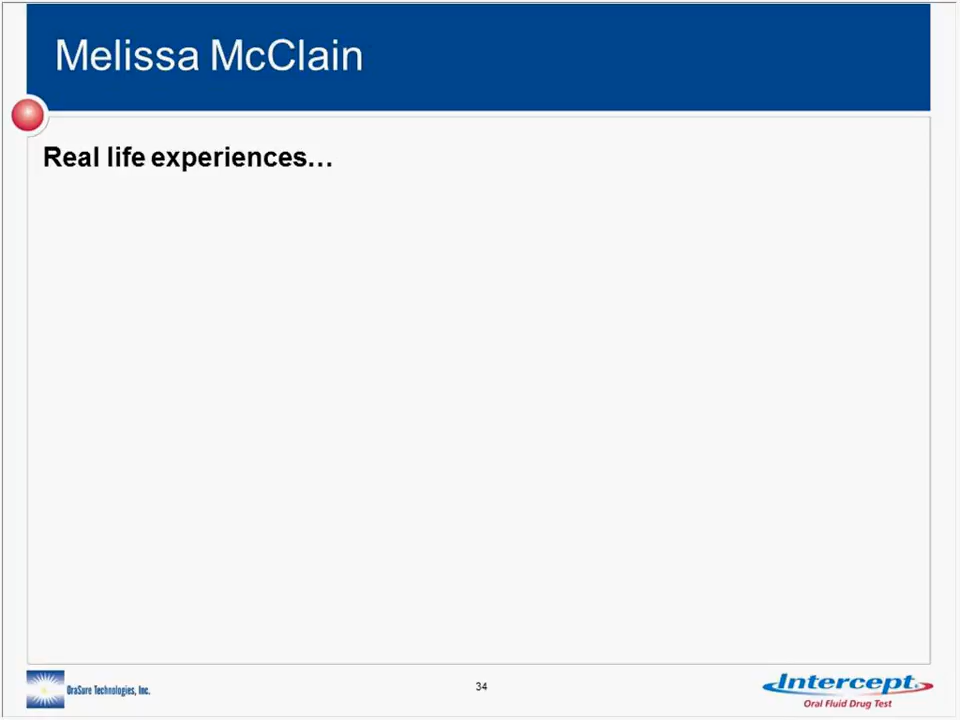 Melissa McClain
Real life experiences…
OraSure Technologies, Inc.
34
Intercept
Oral Fluid Drug Test